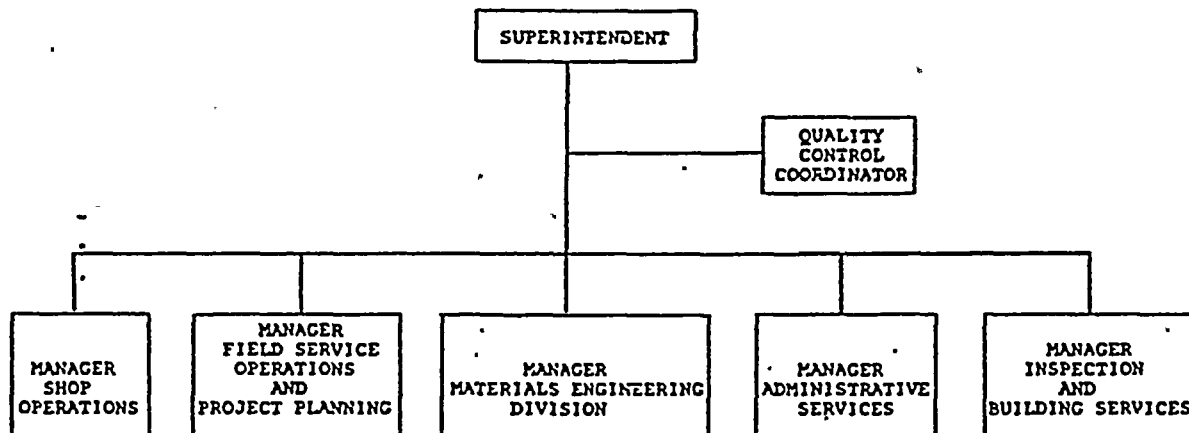 SUPERINTENDENT
QUALITY
CONTROL
COORDINATOR
MANAGER
SHOP
OPERATIONS
MANAGER
FIELD SERVICE
OPERATIONS
AND
PROJECT PLANNING
MANAGER
MATERIALS ENGINEERING
DIVISION
MANAGER
ADMINISTRATIVE
SERVICES
MANAGER
INSPECTION
AND
BUILDING SERVICES